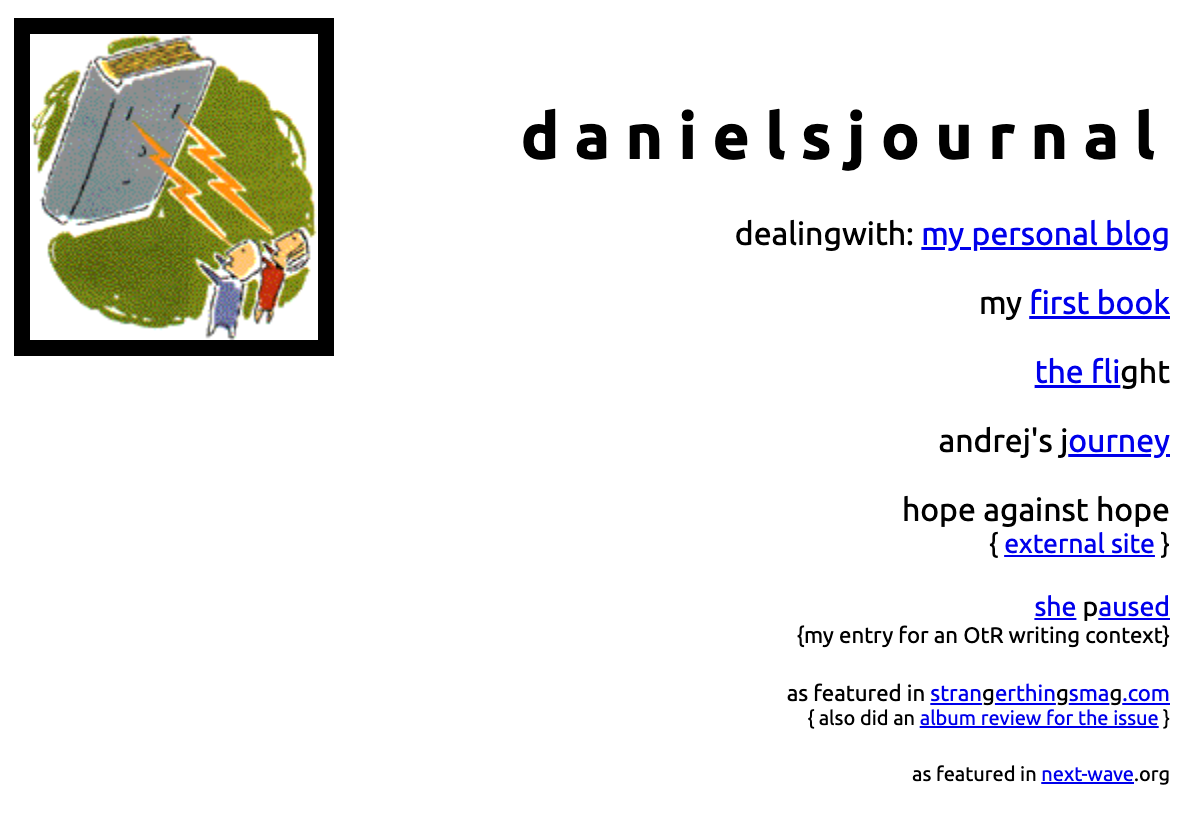 danielsjournal
dealingwith: my personal blog
my first book
the flight
andrej's journey
hope against hope
{ external site }
she paused
{my entry for an OtR writing context}
as featured in strangerthingsmag.com
{ also did an album review for the issue }
as featured in next-wave.org